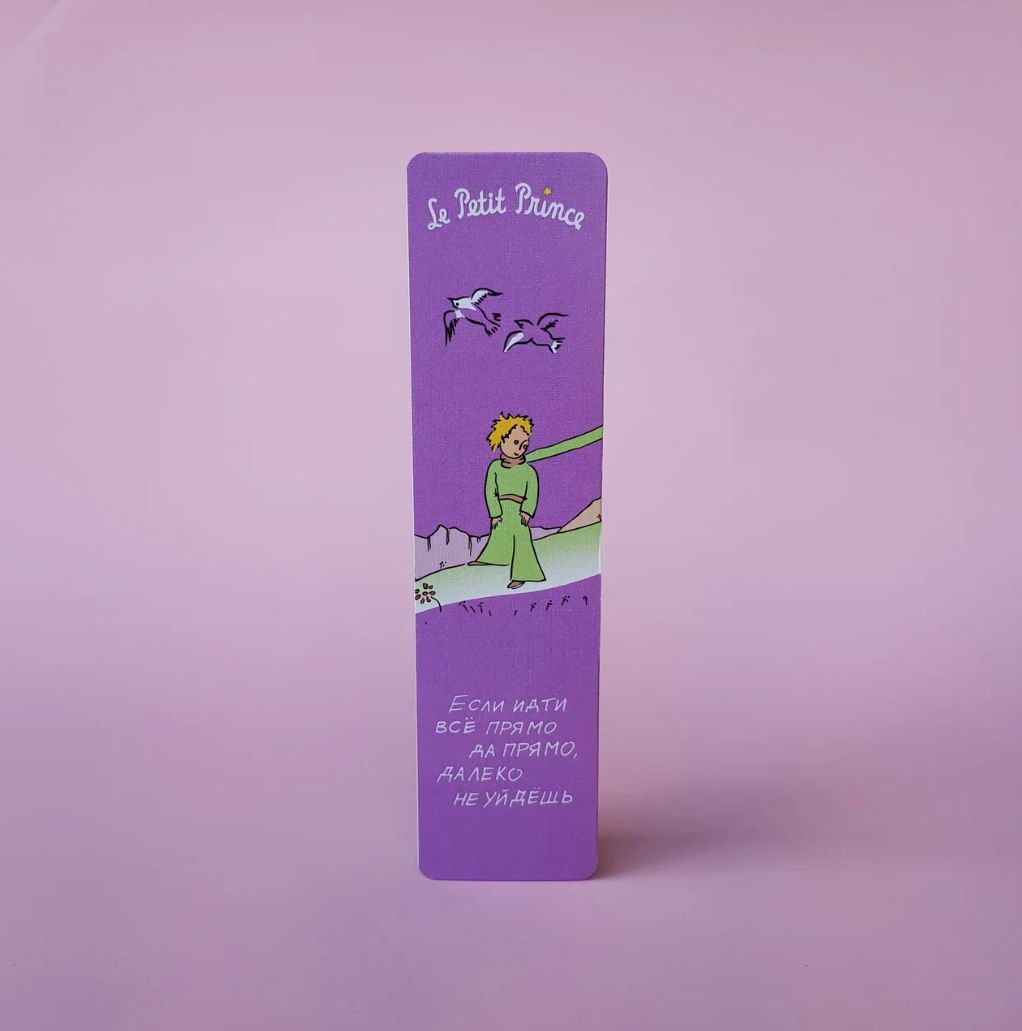 Le Petit Prince
Если идти
всё прямо
да прямо,
далеко
не уйдёшь